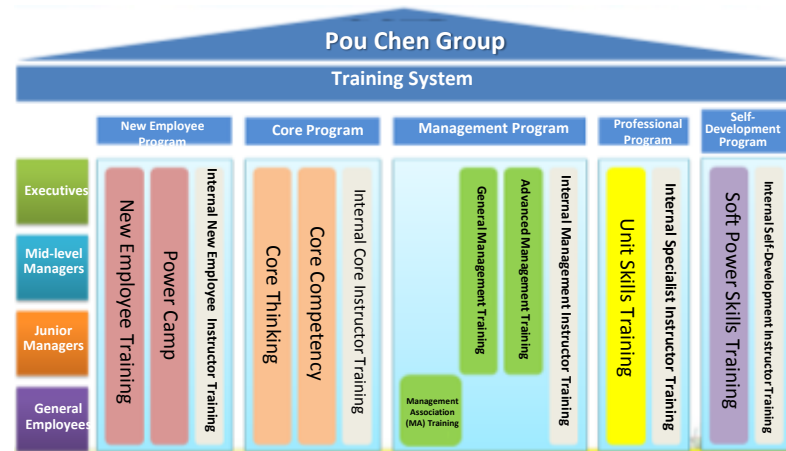 Pou Chen Group
Training System
New Employee
Program
Core Program
Management Program
Professional
Program
Self-
Development
Program
Executives
Mid-level
Managers
Junior
Managers
General
Employees
New Employee Training
Power Camp
Internal New Employee Instructor Training
Core Thinking
Core Competency
Internal Core Instructor Training
Management
Association
(MA) Training
General Management Training
Advanced Management Training
Internal Management Instructor Training
Unit Skills Training
Internal Specialist Instructor Training
Soft Power Skills Training
Internal Self-Development Instructor Training